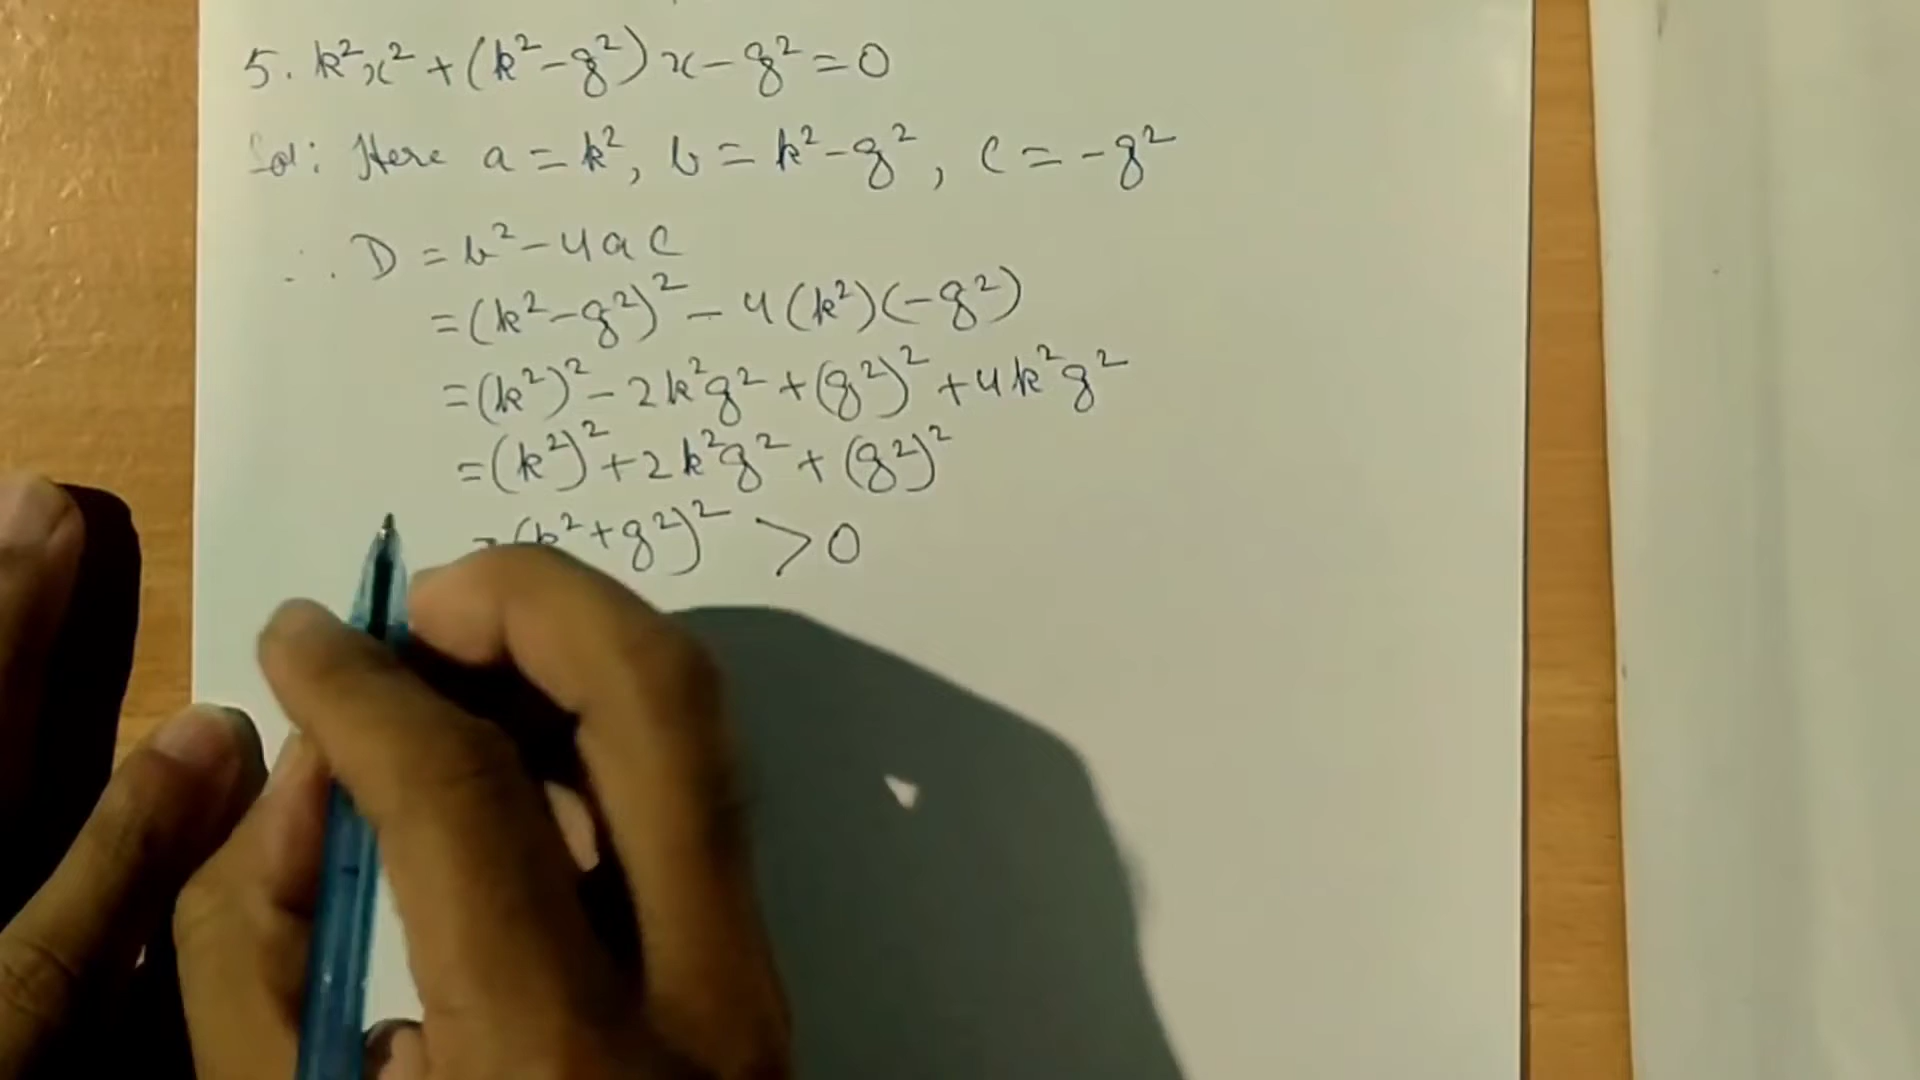 5. k²x² + (k² - g²) x - g² = 0
Sol: Here a = k², b = k² - g², c = -g²
∴ D = b² - 4ac
= (k² - g²)² - 4(k²)(-g²)
= (k²)² - 2k²g² + (g²)² + 4k²g²
= (k²)² + 2k²g² + (g²)²
= (k² + g²)² > 0